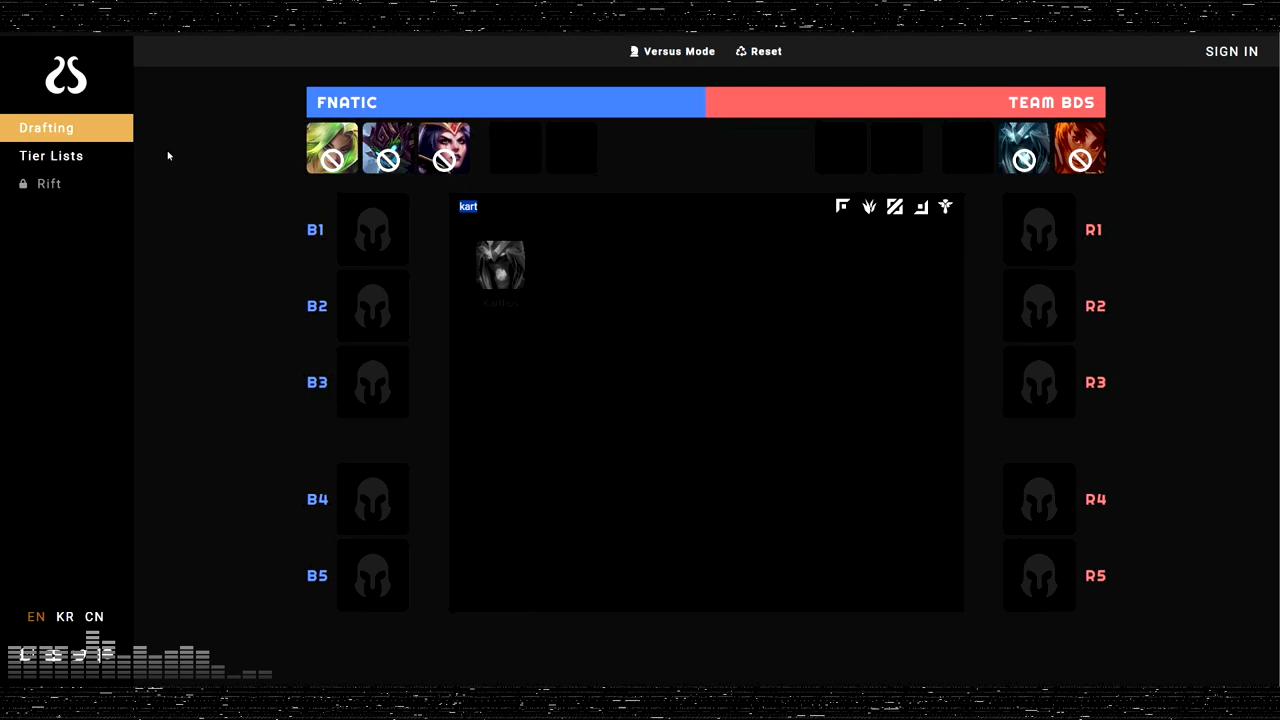 Versus Mode
Reset
SIGN IN
FNATIC
TEAM BDS
Drafting
Tier Lists
Rift
kart
Karthus
B1
R1
B2
R2
B3
R3
B4
R4
B5
R5
EN KR CN